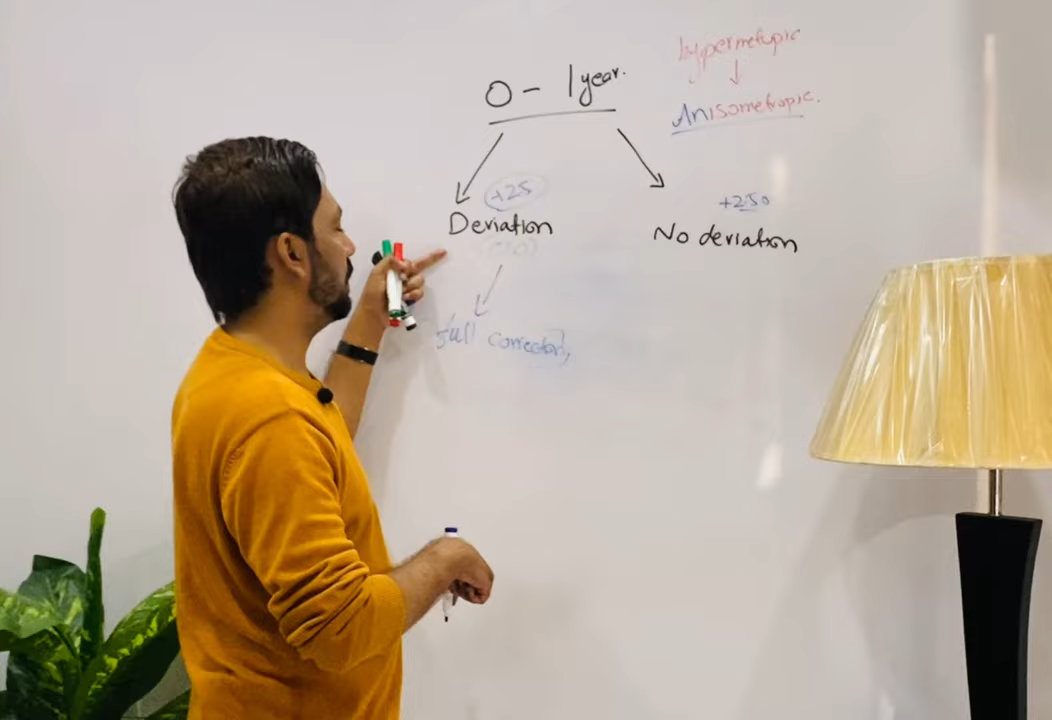 hypermetropic
↓
Anisometropic.
0 - 1 year.
+2.5
Deviation
+2.50
No deviation
full correction,